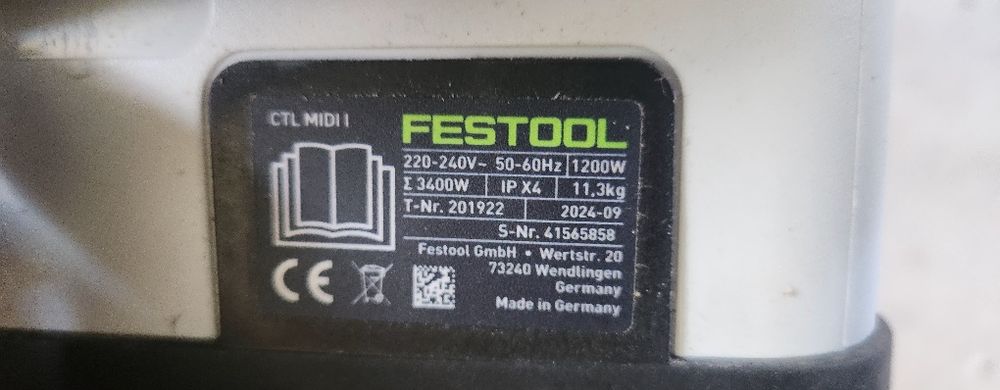 CTL MIDI I
FESTOOL
220-240V~ 50-60Hz 1200W
Σ 3400W IP X4 11,3kg
T-Nr. 201922 2024-09
S-Nr. 41565858
Festool GmbH • Wertstr. 20
73240 Wendlingen
Germany
Made in Germany
CE